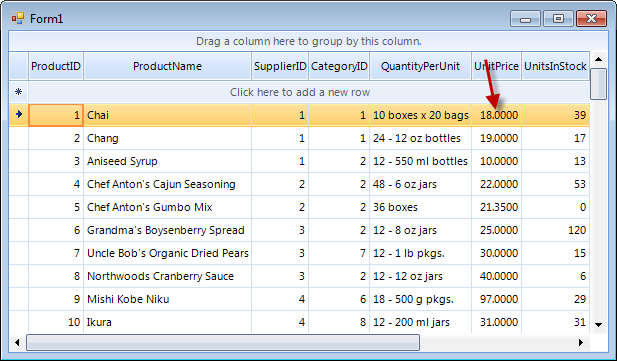 Form1
Drag a column here to group by this column.
ProductID ProductName SupplierID CategoryID QuantityPerUnit UnitPrice UnitsInStock
Click here to add a new row
1 Chai 1 1 10 boxes x 20 bags 18.0000 39
2 Chang 1 1 24 - 12 oz bottles 19.0000 17
3 Aniseed Syrup 1 2 12 - 550 ml bottles 10.0000 13
4 Chef Anton's Cajun Seasoning 2 2 48 - 6 oz jars 22.0000 53
5 Chef Anton's Gumbo Mix 2 2 36 boxes 21.3500 0
6 Grandma's Boysenberry Spread 3 2 12 - 8 oz jars 25.0000 120
7 Uncle Bob's Organic Dried Pears 3 7 12 - 1 lb pkgs. 30.0000 15
8 Northwoods Cranberry Sauce 3 2 12 - 12 oz jars 40.0000 6
9 Mishi Kobe Niku 4 6 18 - 500 g pkgs. 97.0000 29
10 Ikura 4 8 12 - 200 ml jars 31.0000 31